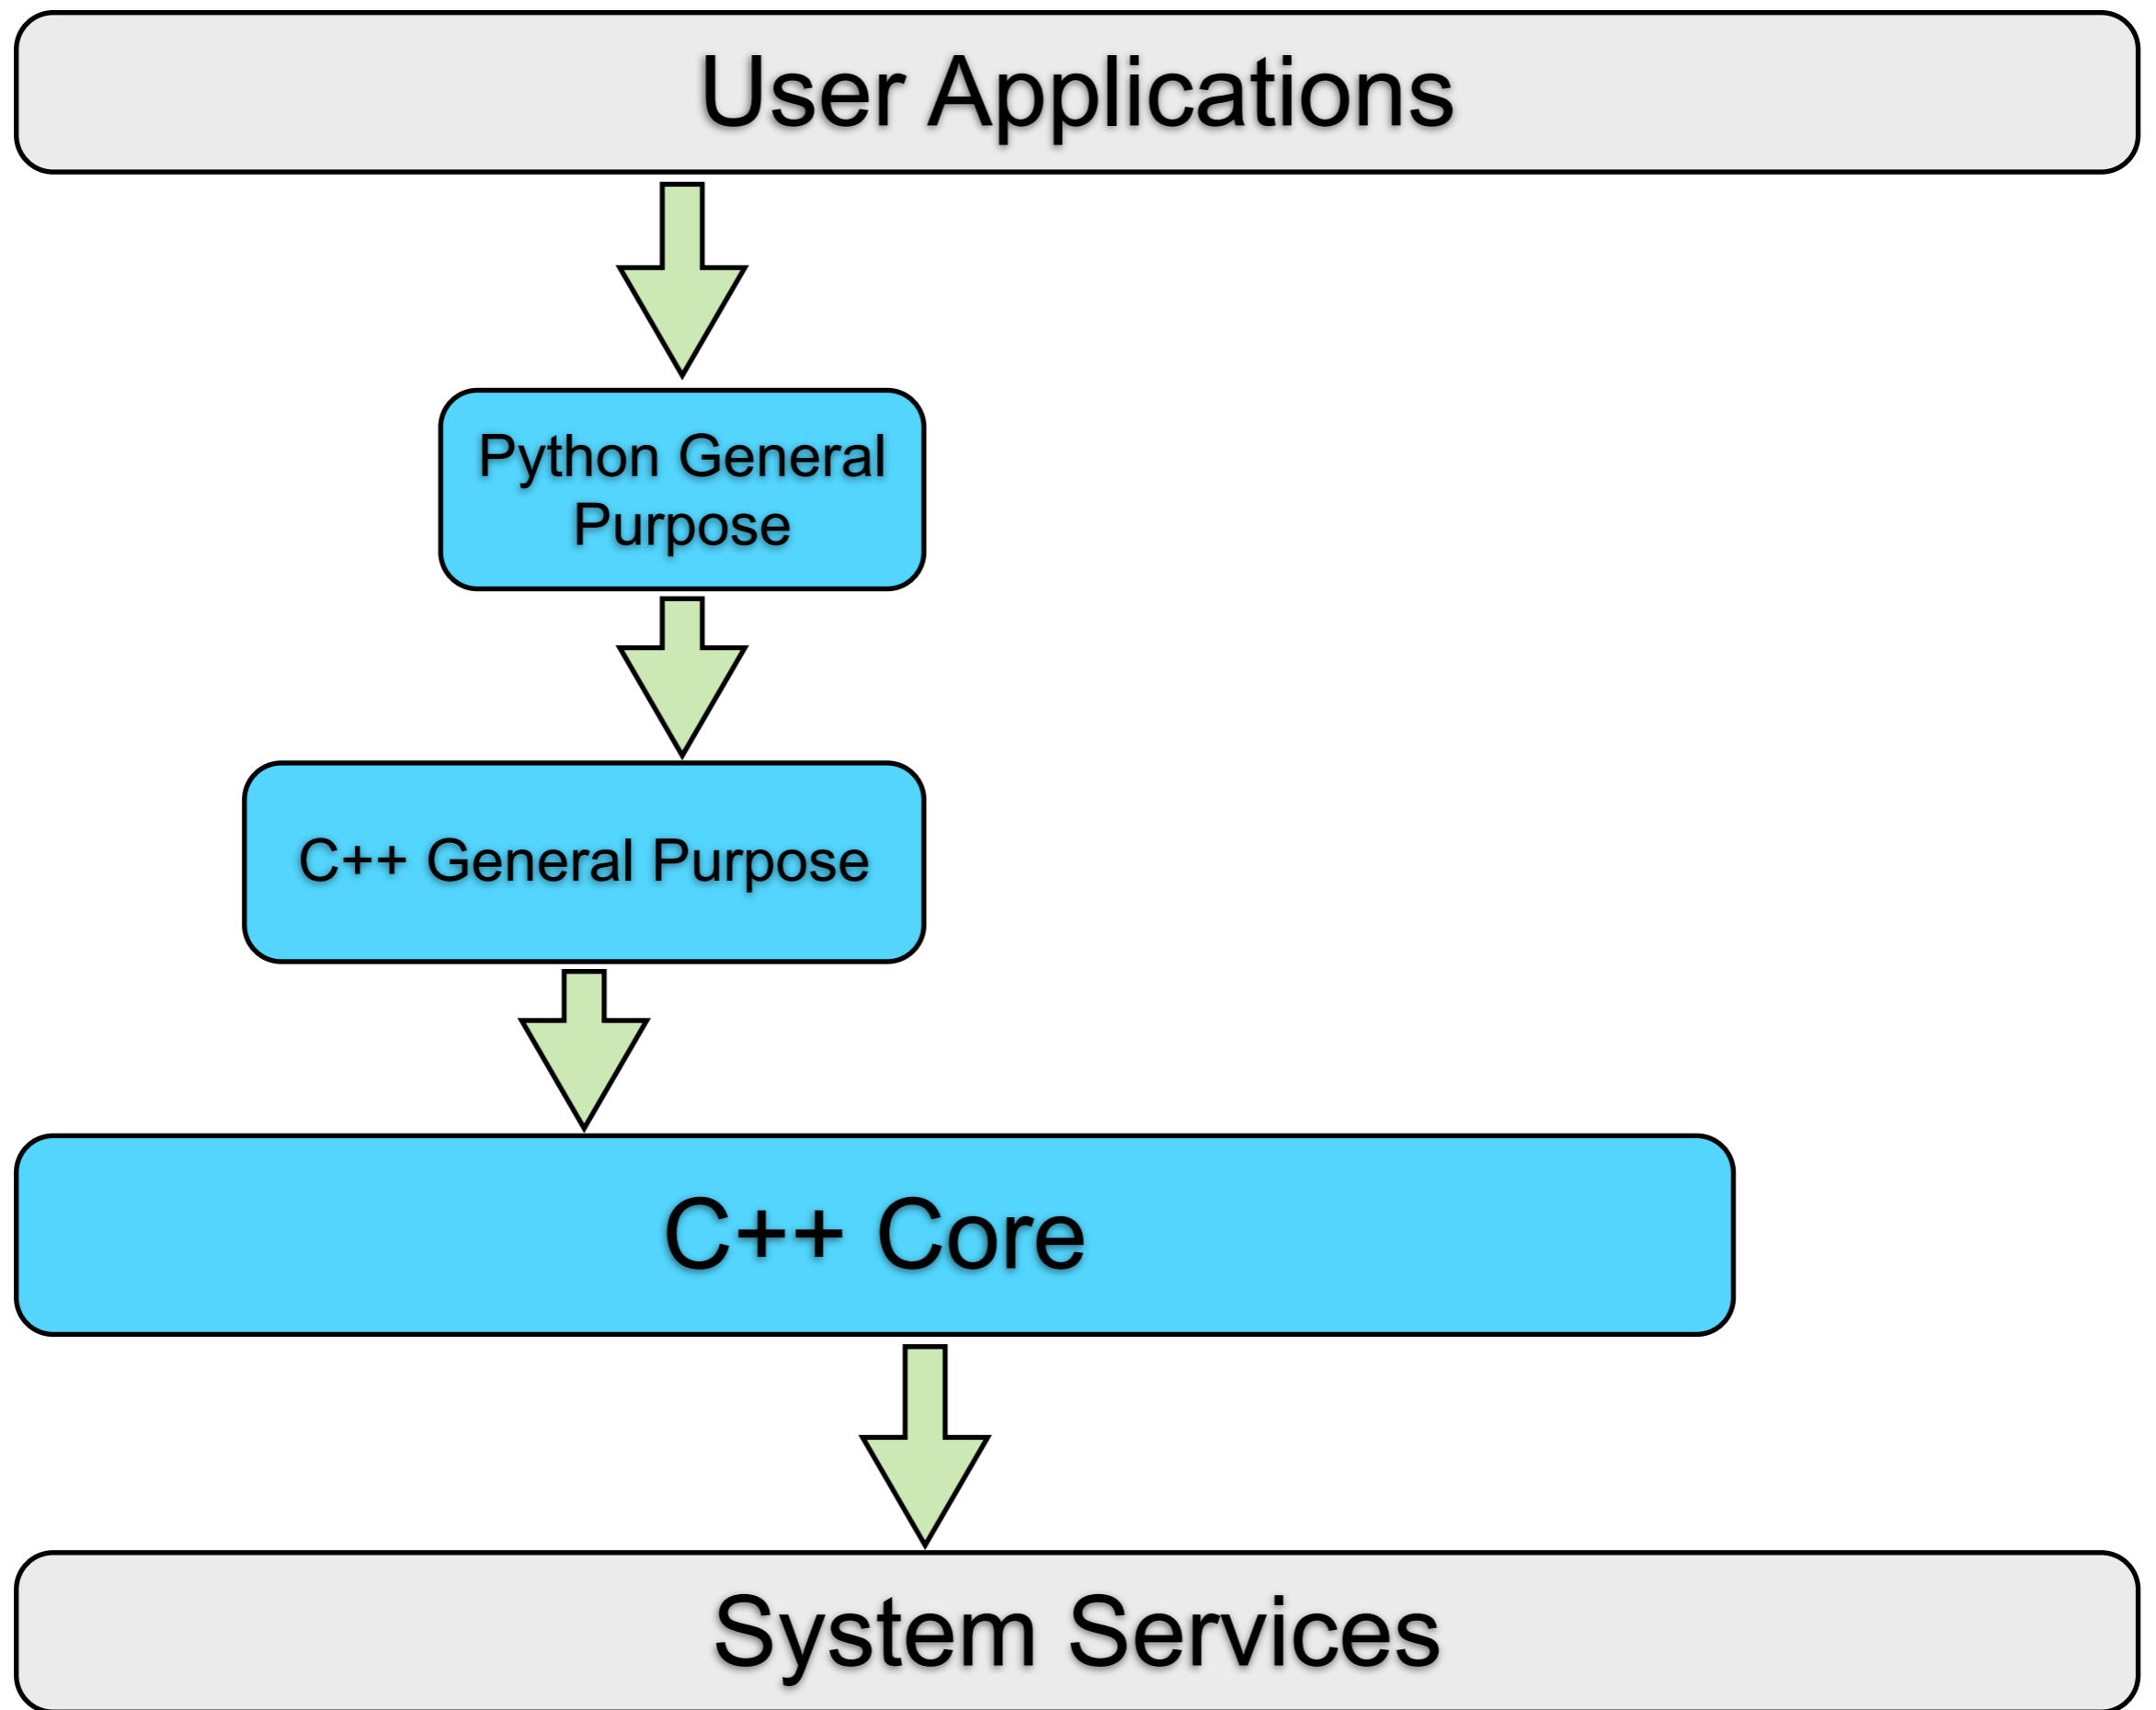 User Applications
Python General
Purpose
C++ General Purpose
C++ Core
System Services